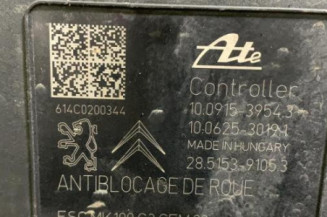 Ate
Controller
614C0200344
10.0915-3954.3
10.0625-3019.1
MADE IN HUNGARY
28.5153-9105.3
ANTIBLOCAGE DE ROUE